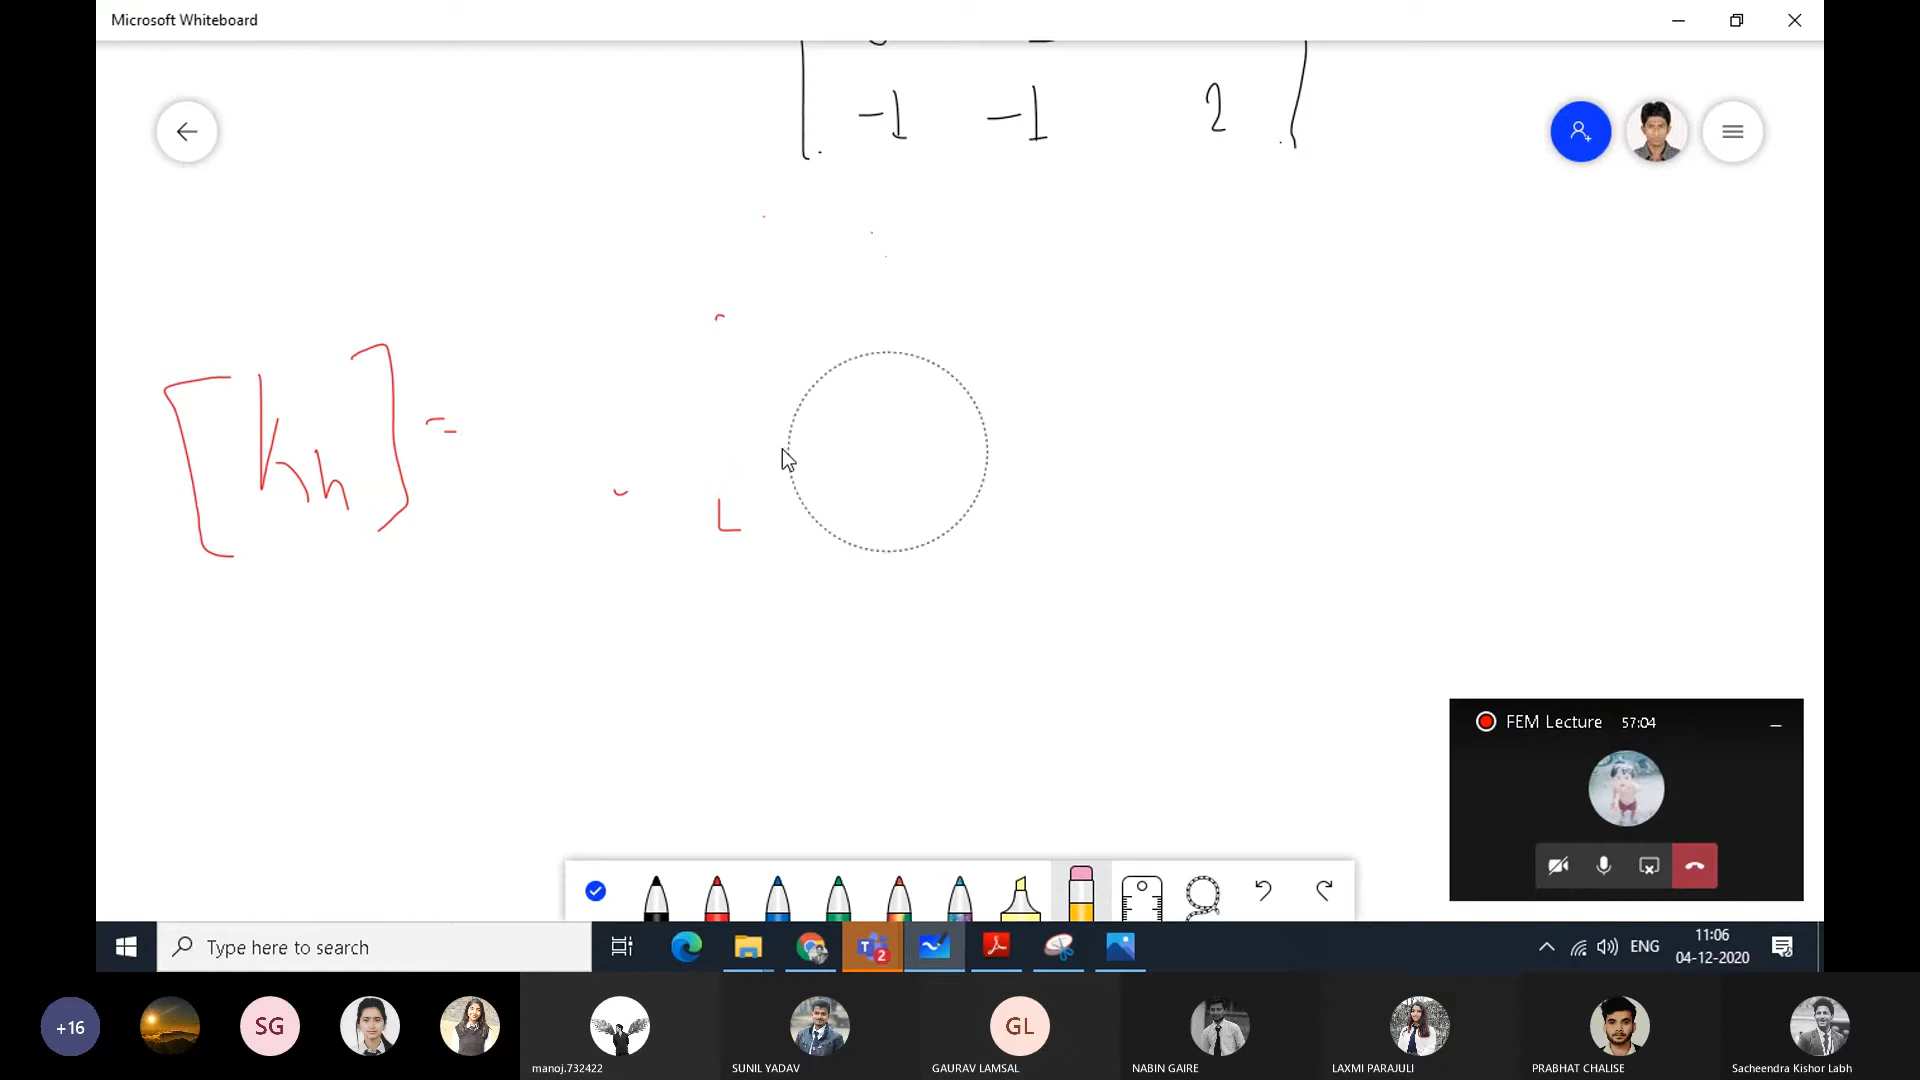 Microsoft Whiteboard
-1 -1 2
[kh] =
FEM Lecture 57:04
Type here to search
T 2
ENG
11:06
04-12-2020
+16
SG
GL
manoj.732422
SUNIL YADAV
GAURAV LAMSAL
NABIN GAIRE
LAXMI PARAJULI
PRABHAT CHALISE
Sacheendra Kishor Labh